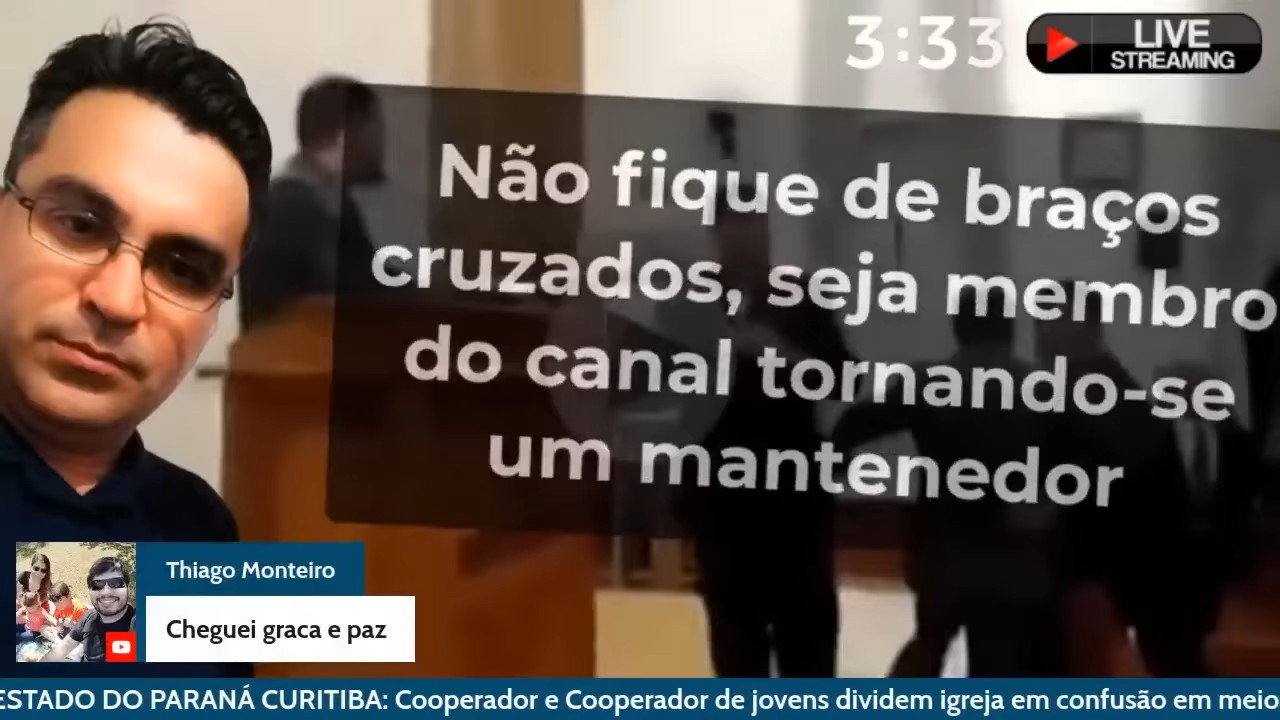 3:33
LIVE
STREAMING
Não fique de braços
cruzados, seja membro
do canal tornando-se
um mantenedor
Thiago Monteiro
Cheguei graca e paz
ESTADO DO PARANÁ CURITIBA: Cooperador e Cooperador de jovens dividem igreja em confusão em meio